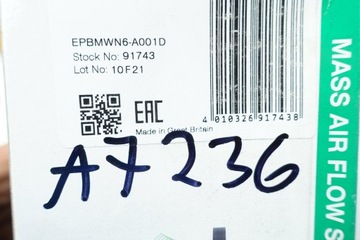 EPBMWN6-A001D
Stock No: 91743
Lot No: 10F21
EAC
Made in Great Britain
4 010326 917438
A7236
MASS AIR FLOW S